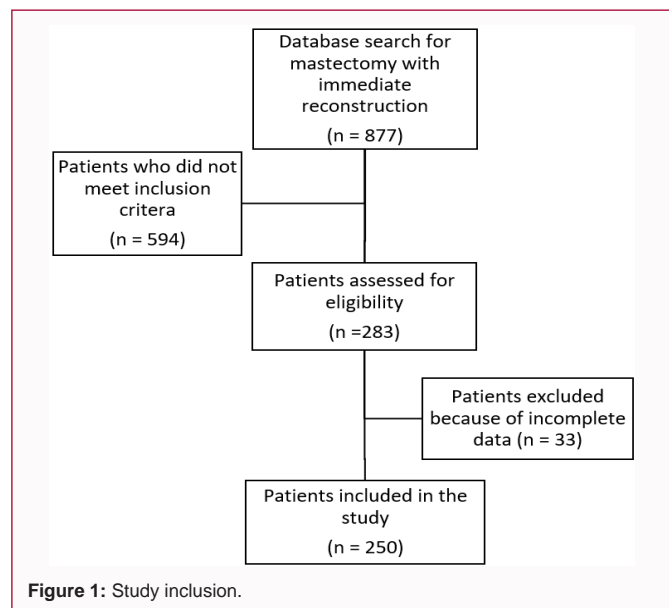 Database search for
mastectomy with
immediate
reconstruction
(n = 877)
Patients who did not
meet inclusion
critera
(n = 594)
Patients assessed for
eligibility
(n =283)
Patients excluded
because of incomplete
data (n = 33)
Patients included in the
study
(n = 250)
Figure 1: Study inclusion.